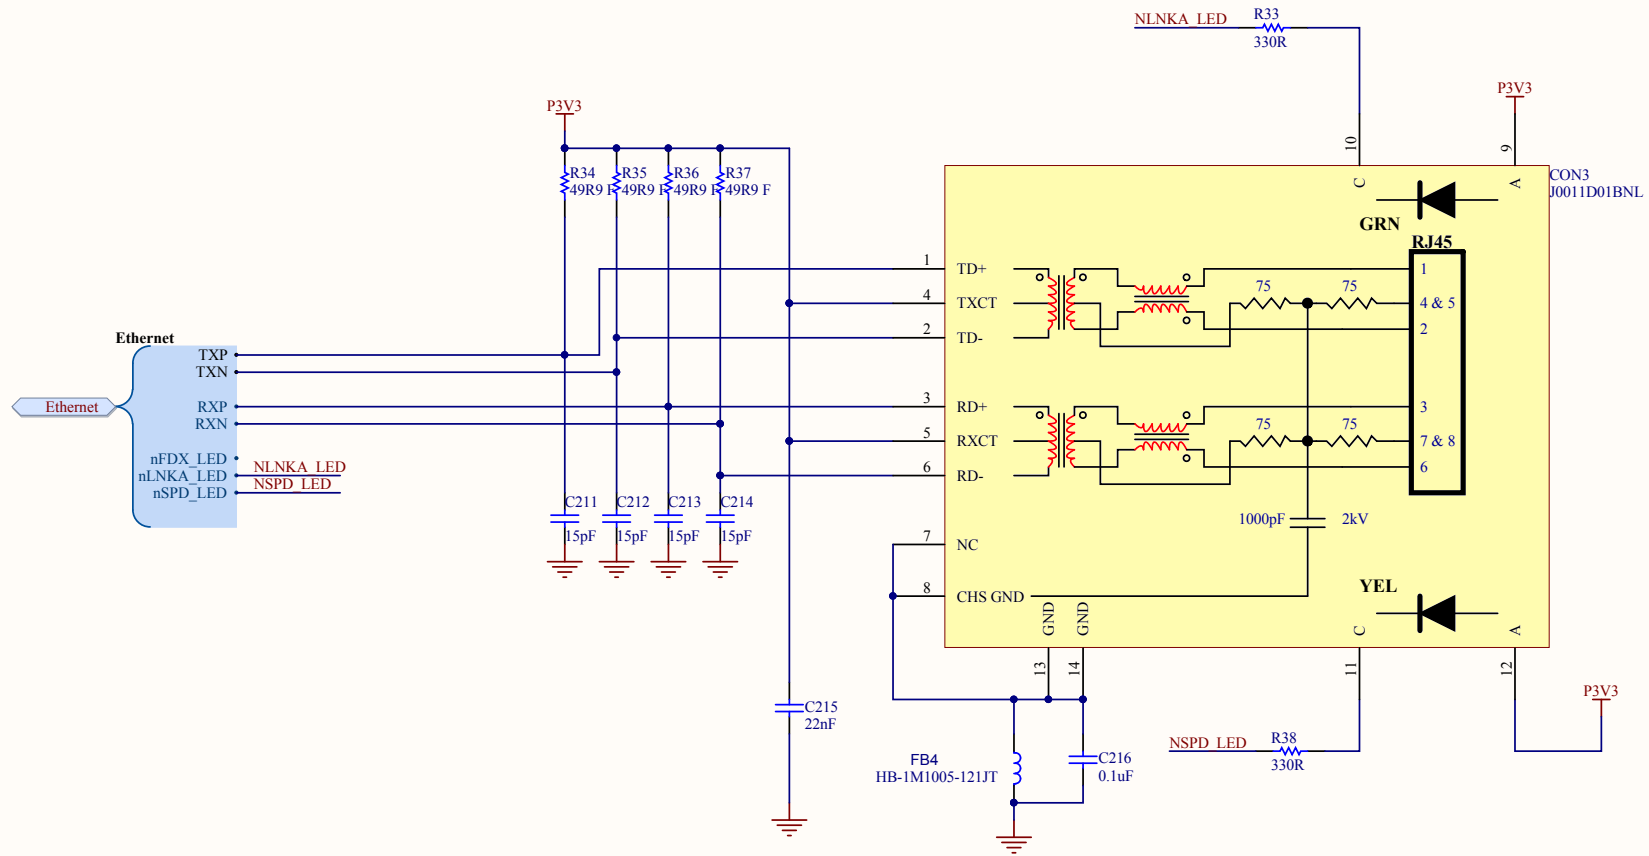 NLNKA_LED
R33
330R
P3V3
P3V3
10
9
C
A
CON3
J0011D01BNL
GRN
R34
49R9 F
R35
49R9 F
R36
49R9 F
R37
49R9 F
RJ45
1
TD+
75
75
1
4
TXCT
4 & 5
2
TD-
2
Ethernet
TXP
TXN
Ethernet
RXP
RXN
nFDX_LED
nLNKA_LED
nSPD_LED
NLNKA_LED
NSPD_LED
3
RD+
75
75
3
5
RXCT
7 & 8
6
RD-
6
C211
15pF
C212
15pF
C213
15pF
C214
15pF
1000pF
2kV
7
NC
8
CHS GND
YEL
GND
GND
C
A
13
14
11
12
P3V3
C215
22nF
FB4
HB-1M1005-121JT
C216
0.1uF
NSPD_LED
R38
330R